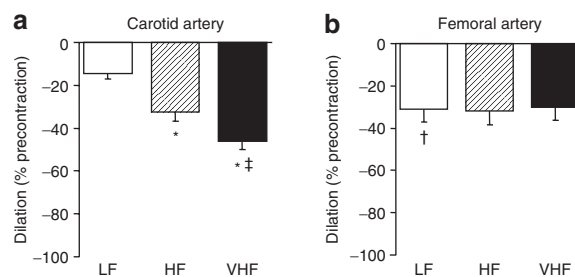 a
Carotid artery
Dilation (% precontraction)
0
−20
−40
−60
−80
−100
*
* ‡
LF HF VHF
b
Femoral artery
Dilation (% precontraction)
0
−20
−40
−60
−80
−100
†
LF HF VHF